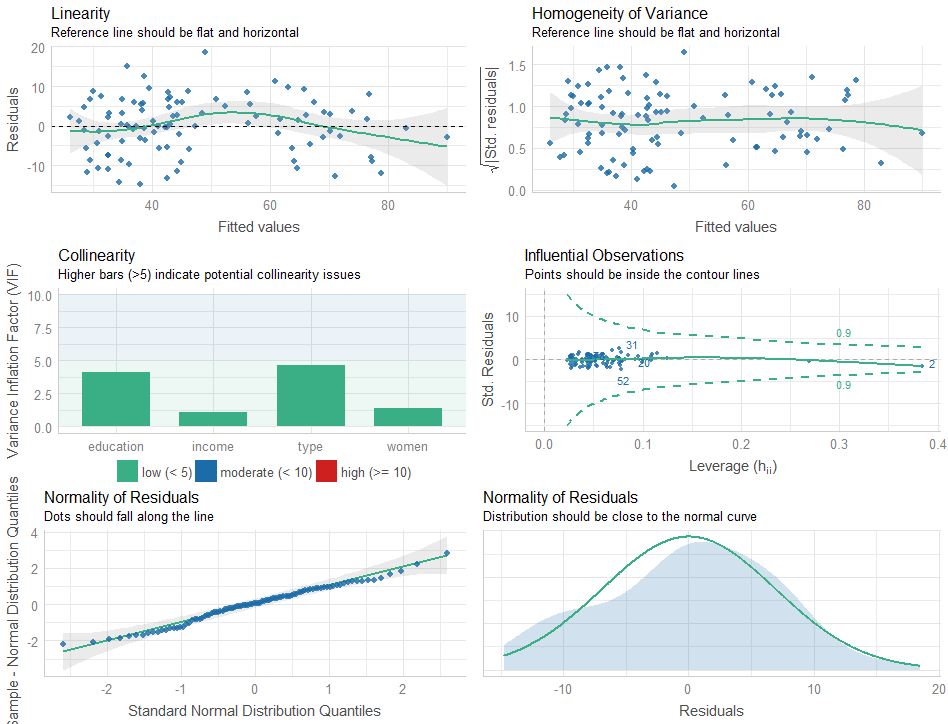 Linearity
Reference line should be flat and horizontal
20
10
0
-10
Residuals
40
60
80
Fitted values
Homogeneity of Variance
Reference line should be flat and horizontal
1.5
1.0
0.5
0.0
√|Std. residuals|
40
60
80
Fitted values
Collinearity
Higher bars (>5) indicate potential collinearity issues
10.0
7.5
5.0
2.5
0.0
Variance Inflation Factor (VIF)
education
income
type
women
low (< 5)
moderate (< 10)
high (>= 10)
Influential Observations
Points should be inside the contour lines
10
0
-10
Std. Residuals
0.9
31
20
2
52
0.9
0.0
0.1
0.2
0.3
0.4
Leverage (hii)
Normality of Residuals
Dots should fall along the line
4
2
0
-2
Sample - Normal Distribution Quantiles
-2
-1
0
1
2
Standard Normal Distribution Quantiles
Normality of Residuals
Distribution should be close to the normal curve
-10
0
10
20
Residuals